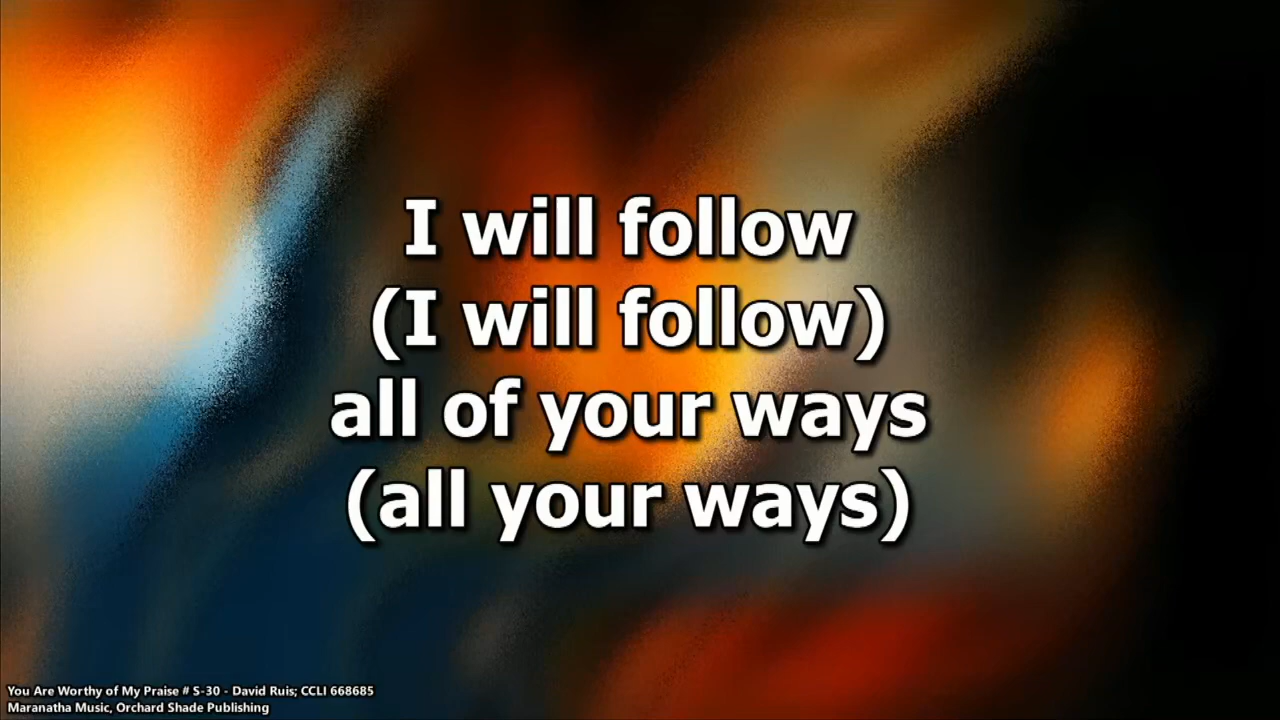 I will follow
(I will follow)
all of your ways
(all your ways)
You Are Worthy of My Praise # S-30 - David Ruis; CCLI 668685
Maranatha Music, Orchard Shade Publishing